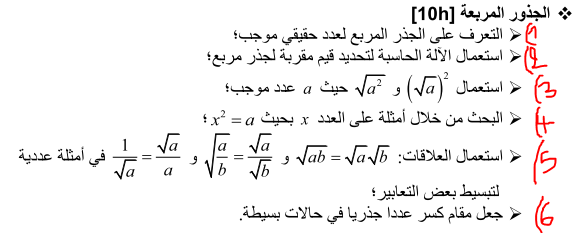 ❖ الجذور المربعة [10h]
➢ التعرف على الجذر المربع لعدد حقيقي موجب؛ (1
➢ استعمال الآلة الحاسبة لتحديد قيم مقربة لجذر مربع؛ (2
➢ استعمال $\left(\sqrt{a}\right)^2$ و $\sqrt{a^2}$ حيث $a$ عدد موجب؛ (3
➢ البحث من خلال أمثلة على العدد $x$ بحيث $x^2 = a$ ؛ (4
➢ استعمال العلاقات: $\sqrt{ab} = \sqrt{a}\sqrt{b}$ و $\sqrt{\frac{a}{b}} = \frac{\sqrt{a}}{\sqrt{b}}$ و $\frac{1}{\sqrt{a}} = \frac{\sqrt{a}}{a}$ في أمثلة عددية (5
لتبسيط بعض التعابير؛
➢ جعل مقام كسر عددا جذريا في حالات بسيطة. (6